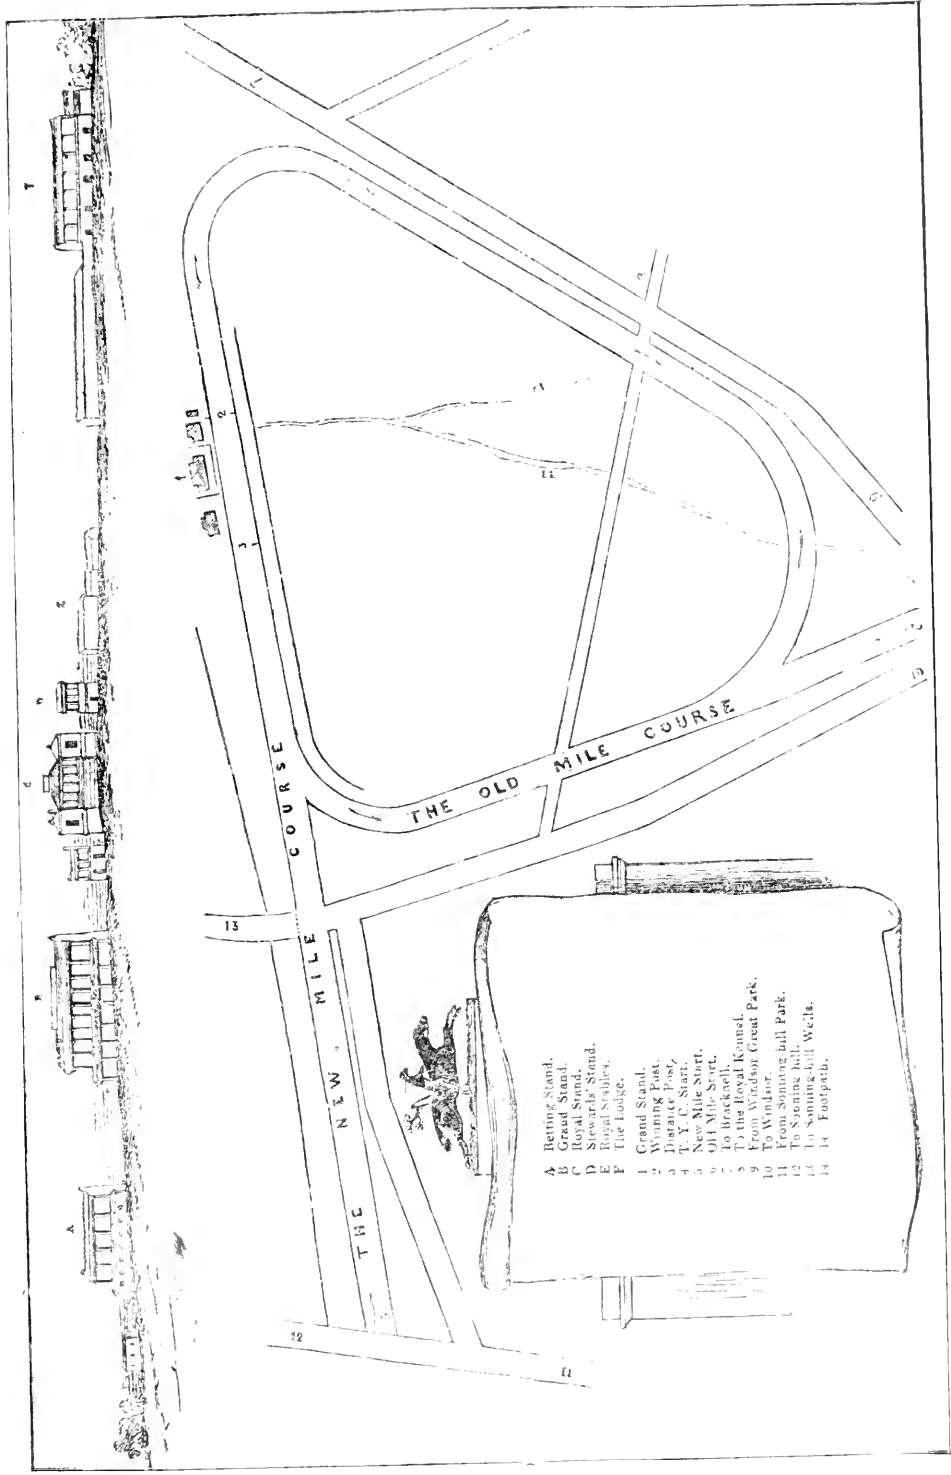 A Betting Stand.
B Grand Stand.
C Royal Stand.
D Stewards' Stand.
E Royal Stables.
F The Lodge.
1 Grand Stand.
2 Winning Post.
3 Distance Post,
4 T. Y. C. Start.
5 New Mile Start.
6 Old Mile Start.
7 To Bracknell.
8 To the Royal Kennel.
9 From Windsor Great Park.
10 To Windsor.
11 From Sonning-hill Park.
12 To Sonning hill.
13 To Sonning-hill Wells.
14 Footpath.
THE NEW MILE COURSE
THE OLD MILE COURSE
A
B
D
1
2
3
7
9
10
11
12
13